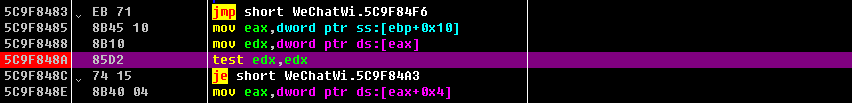 5C9F8483 EB 71 jmp short WeChatWi.5C9F84F6
5C9F8485 8B45 10 mov eax,dword ptr ss:[ebp+0x10]
5C9F8488 8B10 mov edx,dword ptr ds:[eax]
5C9F848A 85D2 test edx,edx
5C9F848C 74 15 je short WeChatWi.5C9F84A3
5C9F848E 8B40 04 mov eax,dword ptr ds:[eax+0x4]